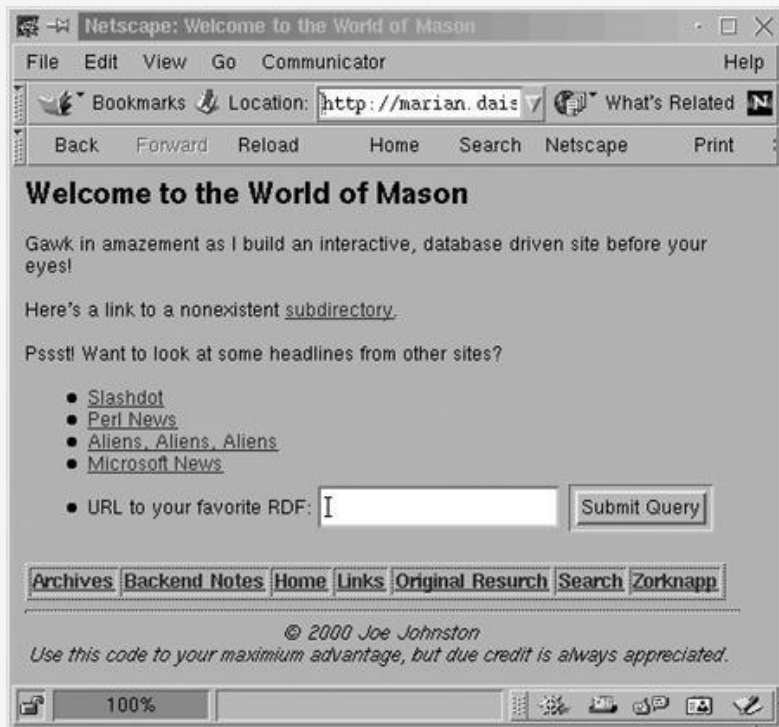 Netscape: Welcome to the World of Mason
File Edit View Go Communicator Help
Bookmarks Location: http://marian.dais What's Related N
Back Forward Reload Home Search Netscape Print
Welcome to the World of Mason
Gawk in amazement as I build an interactive, database driven site before your
eyes!
Here's a link to a nonexistent subdirectory.
Pssst! Want to look at some headlines from other sites?
Slashdot
Perl News
Aliens, Aliens, Aliens
Microsoft News
URL to your favorite RDF: Submit Query
Archives Backend Notes Home Links Original Resurch Search Zorknapp
© 2000 Joe Johnston
Use this code to your maximium advantage, but due credit is always appreciated.
100%